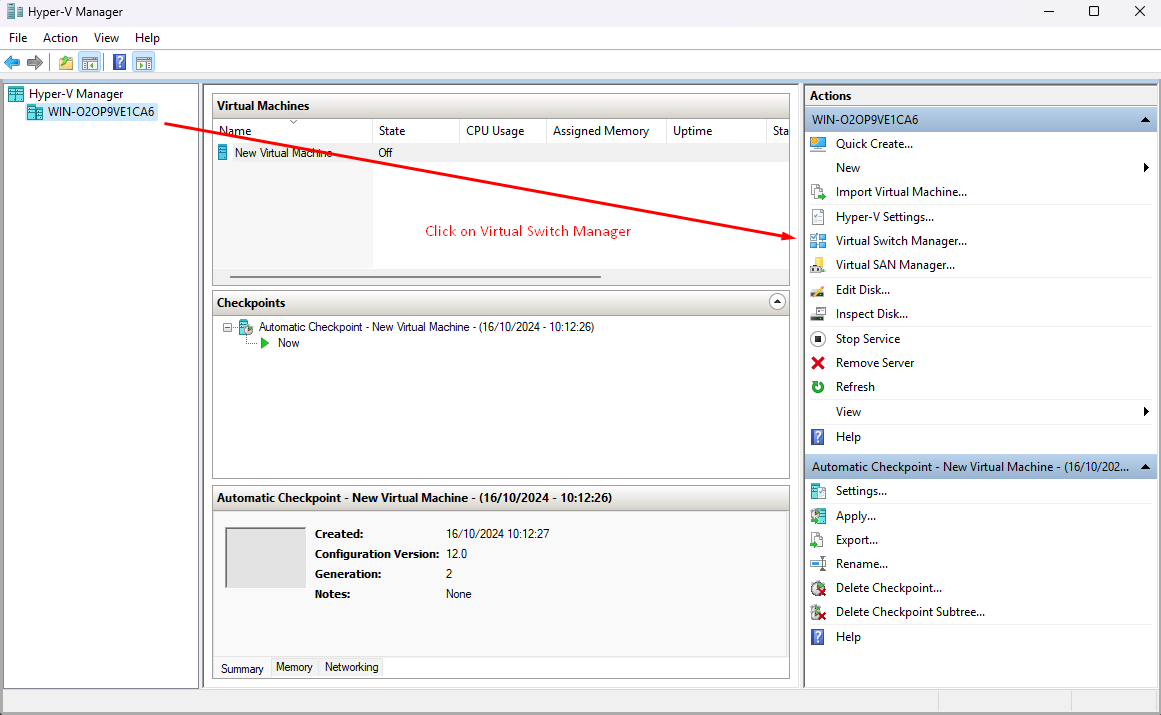 Hyper-V Manager
File Action View Help
Hyper-V Manager
WIN-O2OP9VE1CA6
Virtual Machines
Name State CPU Usage Assigned Memory Uptime Sta
New Virtual Machine Off
Click on Virtual Switch Manager
Checkpoints
Automatic Checkpoint - New Virtual Machine - (16/10/2024 - 10:12:26)
Now
Automatic Checkpoint - New Virtual Machine - (16/10/2024 - 10:12:26)
Created: 16/10/2024 10:12:27
Configuration Version: 12.0
Generation: 2
Notes: None
Summary Memory Networking
Actions
WIN-O2OP9VE1CA6
Quick Create...
New
Import Virtual Machine...
Hyper-V Settings...
Virtual Switch Manager...
Virtual SAN Manager...
Edit Disk...
Inspect Disk...
Stop Service
Remove Server
Refresh
View
Help
Automatic Checkpoint - New Virtual Machine - (16/10/202...
Settings...
Apply...
Export...
Rename...
Delete Checkpoint...
Delete Checkpoint Subtree...
Help